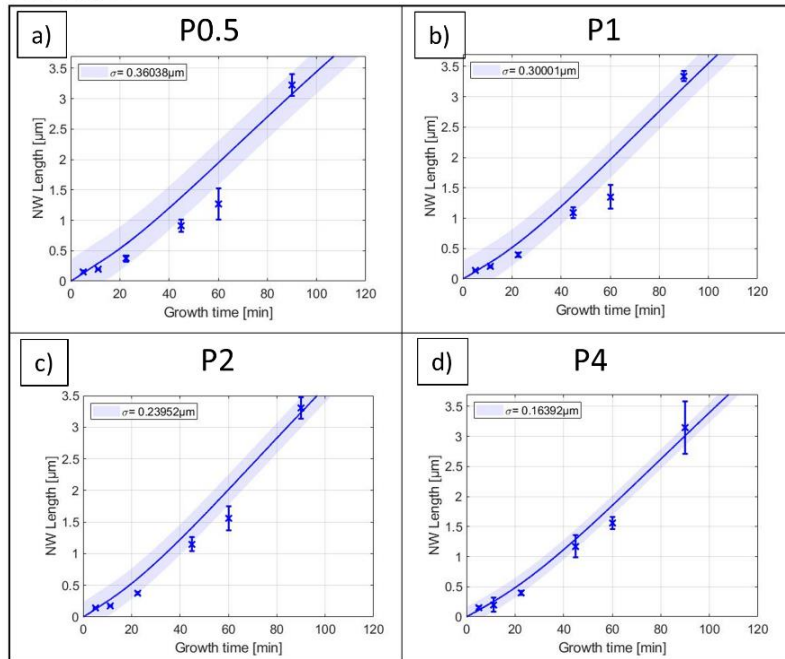 a)
P0.5
σ= 0.36038µm
3.5
3
2.5
2
1.5
1
0.5
0
NW Length [µm]
0 20 40 60 80 100 120
Growth time [min]
b)
P1
σ= 0.30001µm
3.5
3
2.5
2
1.5
1
0.5
0
NW Length [µm]
0 20 40 60 80 100 120
Growth time [min]
c)
P2
σ= 0.23952µm
3.5
3
2.5
2
1.5
1
0.5
0
NW Length [µm]
0 20 40 60 80 100 120
Growth time [min]
d)
P4
σ= 0.16392µm
3.5
3
2.5
2
1.5
1
0.5
0
NW Length [µm]
0 20 40 60 80 100 120
Growth time [min]